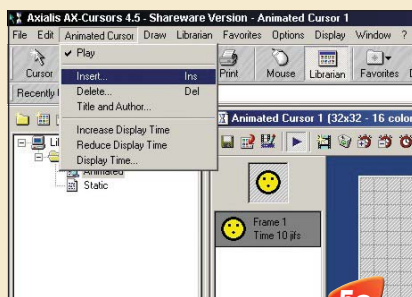 Axialis AX-Cursors 4.5 - Shareware Version - Animated Cursor 1
File Edit Animated Cursor Draw Librarian Favorites Options Display Window ?
Play
Cursor
Print Mouse Librarian Favorites
Insert... Ins
Delete... Del
Title and Author...
Recently
Increase Display Time
Reduce Display Time
Display Time...
Animated Cursor 1 (32x32 - 16 color
Animated
Static
Frame 1
Time 10 jifs